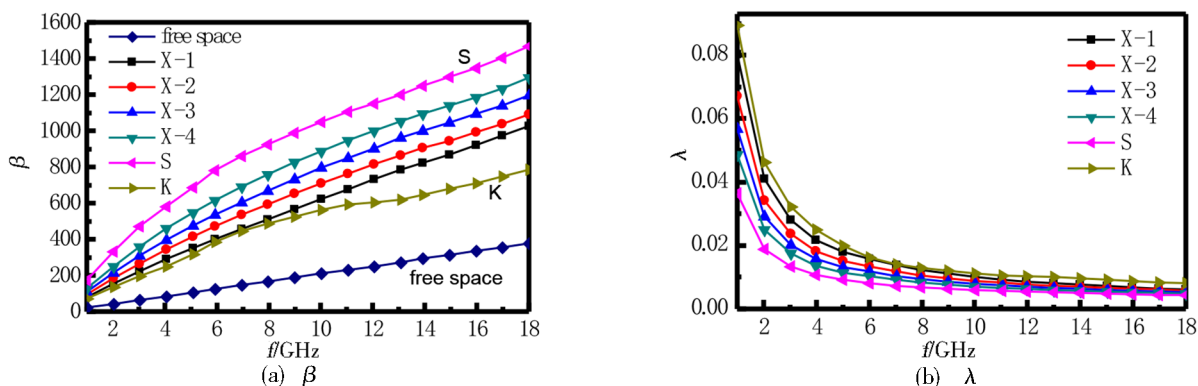 1600
1400
1200
1000
800
600
400
200
0
β
free space
X-1
X-2
X-3
X-4
S
K
S
K
free space
2 4 6 8 10 12 14 16 18
f/GHz
(a) β
0.08
0.06
0.04
0.02
0.00
λ
X-1
X-2
X-3
X-4
S
K
2 4 6 8 10 12 14 16 18
f/GHz
(b) λ